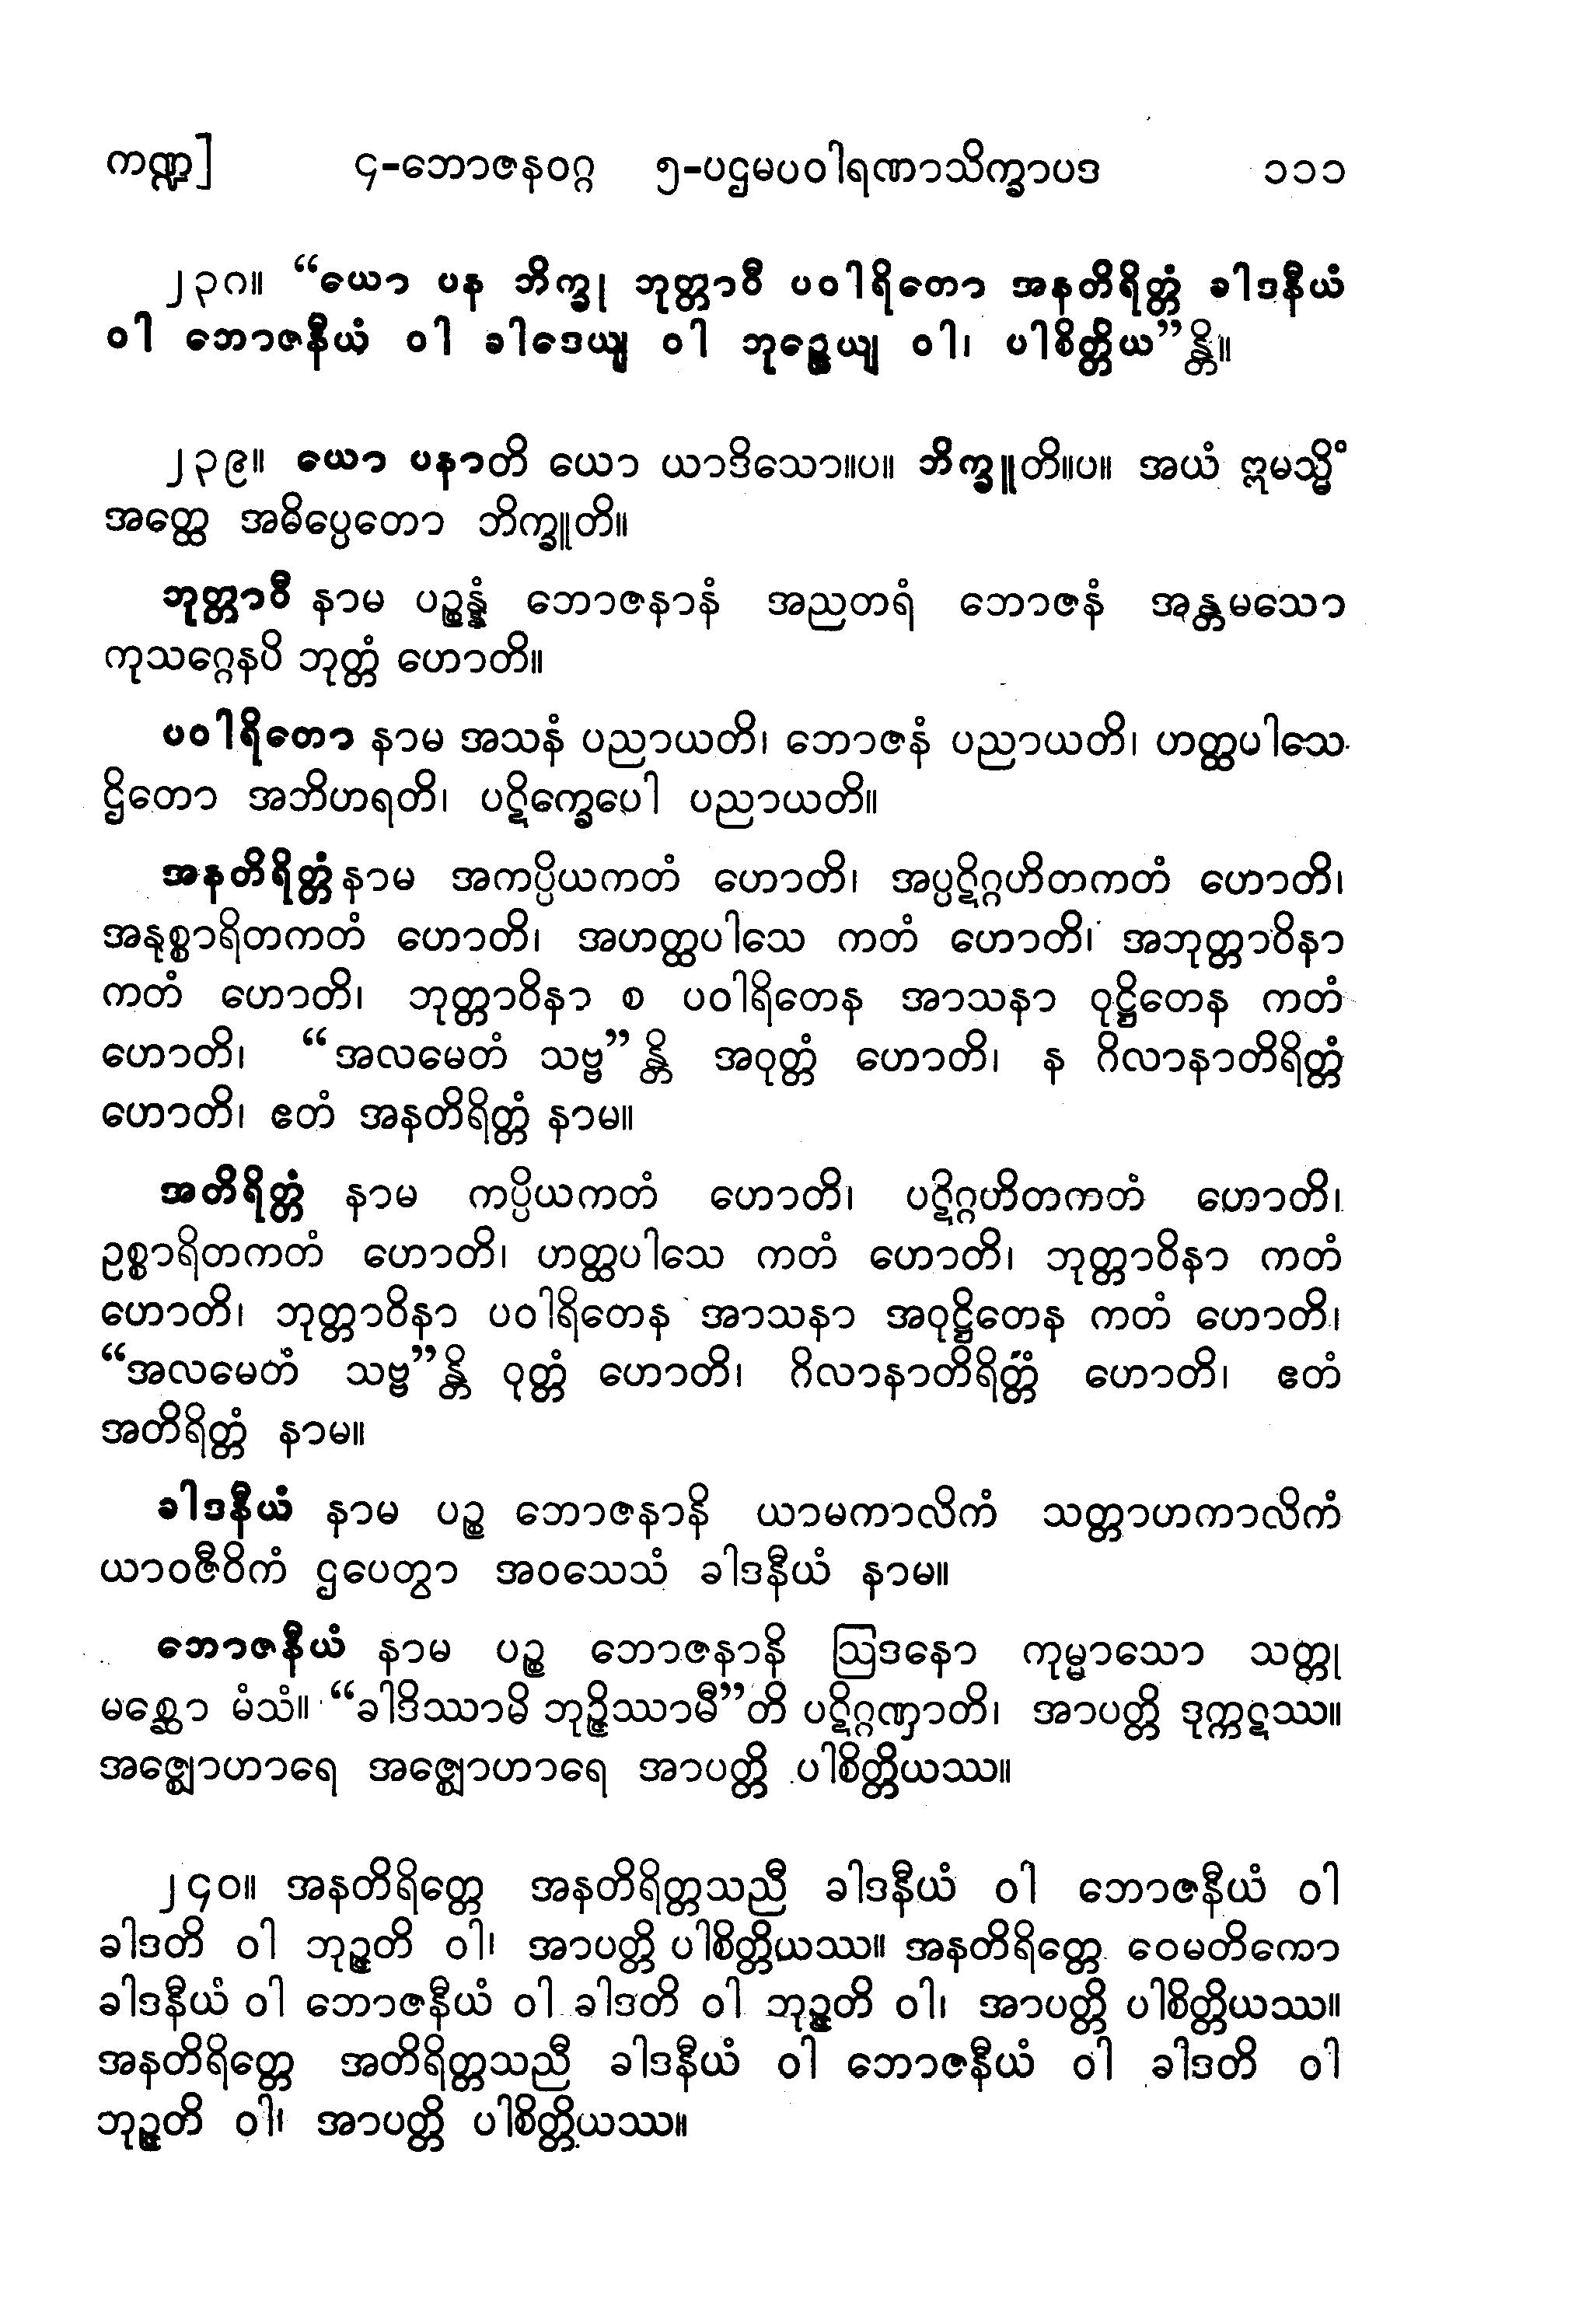 ကဏ္ဍ] ၄-ဘောဇနဝဂ္ဂ ၅-ပဌမပဝါရဏာသိက္ခာပဒ ၁၁၁
၂၃၈။ “ယော ပန ဘိက္ခု ဘုတ္တာဝီ ပဝါရိတော အနတိရိတ္တံ ခါဒနီယံ
ဝါ ဘောဇနီယံ ဝါ ခါဒေယျ ဝါ ဘုဉ္ဇေယျ ဝါ၊ ပါစိတ္တိယ”န္တိ။
၂၃၉။ ယော ပနာတိ ယော ယာဒိသော။ပ။ ဘိက္ခူတိ။ပ။ အယံ ဣမသ္မိံ
အတ္ထေ အဓိပ္ပေတော ဘိက္ခူတိ။
ဘုတ္တာဝီ နာမ ပဉ္စန္နံ ဘောဇနာနံ အညတရံ ဘောဇနံ အန္တမသော
ကုသဂ္ဂေနပိ ဘုတ္တံ ဟောတိ။
ပဝါရိတော နာမ အသနံ ပညာယတိ၊ ဘောဇနံ ပညာယတိ၊ ဟတ္ထပါသေ
ဌိတော အဘိဟရတိ၊ ပဋိက္ခေပေါ ပညာယတိ။
အနတိရိတ္တံ နာမ အကပ္ပိယကတံ ဟောတိ၊ အပ္ပဋိဂ္ဂဟိတကတံ ဟောတိ၊
အနုစ္စာရိတကတံ ဟောတိ၊ အဟတ္ထပါသေ ကတံ ဟောတိ၊ အဘုတ္တာဝိနာ
ကတံ ဟောတိ၊ ဘုတ္တာဝိနာ စ ပဝါရိတေန အာသနာ ဝုဋ္ဌိတေန ကတံ
ဟောတိ၊ “အလမေတံ သဗ္ဗ”န္တိ အဝုတ္တံ ဟောတိ၊ န ဂိလာနာတိရိတ္တံ
ဟောတိ၊ ဧတံ အနတိရိတ္တံ နာမ။
အတိရိတ္တံ နာမ ကပ္ပိယကတံ ဟောတိ၊ ပဋိဂ္ဂဟိတကတံ ဟောတိ၊
ဥစ္စာရိတကတံ ဟောတိ၊ ဟတ္ထပါသေ ကတံ ဟောတိ၊ ဘုတ္တာဝိနာ ကတံ
ဟောတိ၊ ဘုတ္တာဝိနာ ပဝါရိတေန အာသနာ အဝုဋ္ဌိတေန ကတံ ဟောတိ၊
“အလမေတံ သဗ္ဗ”န္တိ ဝုတ္တံ ဟောတိ၊ ဂိလာနာတိရိတ္တံ ဟောတိ၊ ဧတံ
အတိရိတ္တံ နာမ။
ခါဒနီယံ နာမ ပဉ္စ ဘောဇနာနိ ယာမကာလိကံ သတ္တာဟကာလိကံ
ယာဝဇီဝိကံ ဌပေတွာ အဝသေသံ ခါဒနီယံ နာမ။
ဘောဇနီယံ နာမ ပဉ္စ ဘောဇနာနိ ဩဒနော ကုမ္မာသော သတ္တု
မစ္ဆော မံသံ။ “ခါဒိဿာမိ ဘုဉ္ဇိဿာမီ”တိ ပဋိဂ္ဂဏှာတိ၊ အာပတ္တိ ဒုက္ကဋဿ။
အဇ္ဈောဟာရေ အဇ္ဈောဟာရေ အာပတ္တိ ပါစိတ္တိယဿ။
၂၄၀။ အနတိရိတ္တေ အနတိရိတ္တသညီ ခါဒနီယံ ဝါ ဘောဇနီယံ ဝါ
ခါဒတိ ဝါ ဘုဉ္ဇတိ ဝါ၊ အာပတ္တိ ပါစိတ္တိယဿ။ အနတိရိတ္တေ ဝေမတိကော
ခါဒနီယံ ဝါ ဘောဇနီယံ ဝါ ခါဒတိ ဝါ ဘုဉ္ဇတိ ဝါ၊ အာပတ္တိ ပါစိတ္တိယဿ။
အနတိရိတ္တေ အတိရိတ္တသညီ ခါဒနီယံ ဝါ ဘောဇနီယံ ဝါ ခါဒတိ ဝါ
ဘုဉ္ဇတိ ဝါ၊ အာပတ္တိ ပါစိတ္တိယဿ။